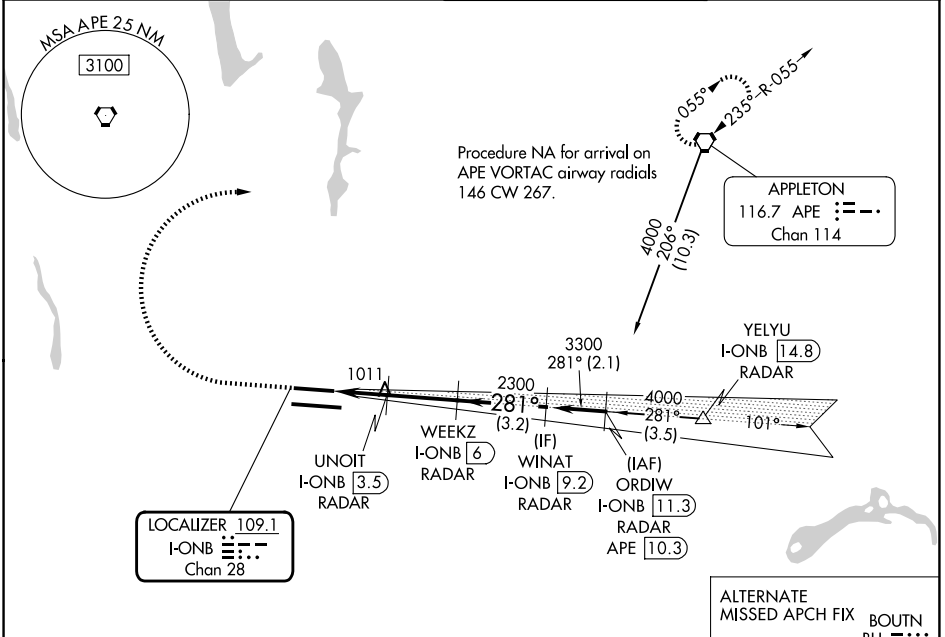 MSA APE 25 NM
3100
055°
235°
R-055
Procedure NA for arrival on
APE VORTAC airway radials
146 CW 267.
APPLETON
116.7 APE
Chan 114
4000
206°
(10.3)
YELYU
I-ONB 14.8
RADAR
3300
281° (2.1)
1011
2300
281°
(3.2)
4000
281°
(3.5)
101°
UNOIT
I-ONB 3.5
RADAR
WEEKZ
I-ONB 6
RADAR
(IF)
WINAT
I-ONB 9.2
RADAR
(IAF)
ORDIW
I-ONB 11.3
RADAR
APE 10.3
LOCALIZER 109.1
I-ONB
Chan 28
ALTERNATE
MISSED APCH FIX
BOUTN